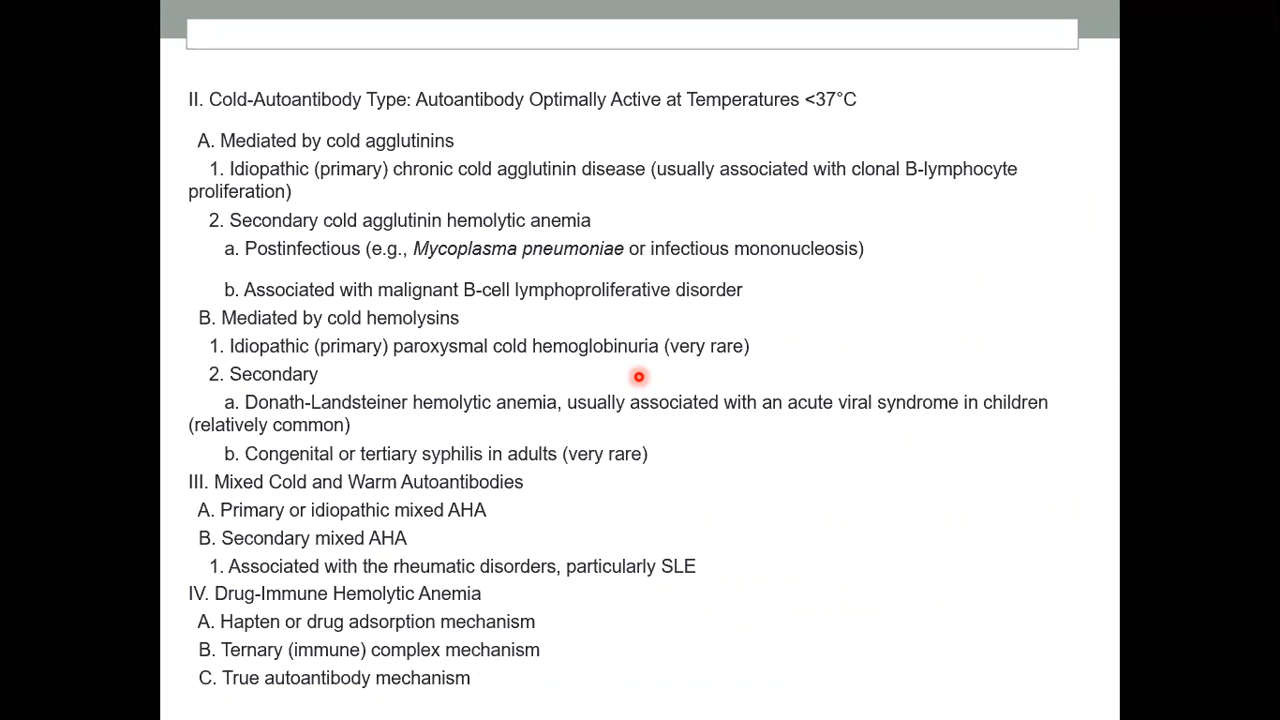 II. Cold-Autoantibody Type: Autoantibody Optimally Active at Temperatures <37°C
A. Mediated by cold agglutinins
1. Idiopathic (primary) chronic cold agglutinin disease (usually associated with clonal B-lymphocyte
proliferation)
2. Secondary cold agglutinin hemolytic anemia
a. Postinfectious (e.g., Mycoplasma pneumoniae or infectious mononucleosis)
b. Associated with malignant B-cell lymphoproliferative disorder
B. Mediated by cold hemolysins
1. Idiopathic (primary) paroxysmal cold hemoglobinuria (very rare)
2. Secondary
a. Donath-Landsteiner hemolytic anemia, usually associated with an acute viral syndrome in children
(relatively common)
b. Congenital or tertiary syphilis in adults (very rare)
III. Mixed Cold and Warm Autoantibodies
A. Primary or idiopathic mixed AHA
B. Secondary mixed AHA
1. Associated with the rheumatic disorders, particularly SLE
IV. Drug-Immune Hemolytic Anemia
A. Hapten or drug adsorption mechanism
B. Ternary (immune) complex mechanism
C. True autoantibody mechanism